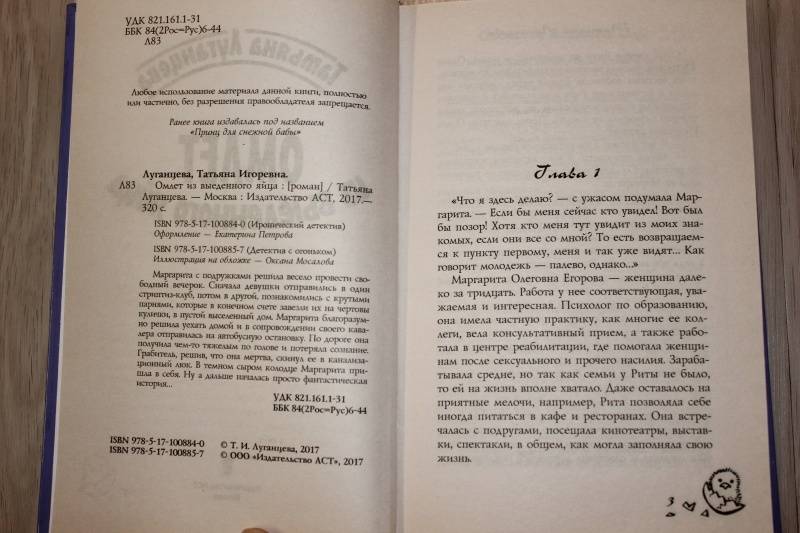 УДК 821.161.1-31
ББК 84(2Рос=Рус)6-44
Л83
Любое использование материала данной книги, полностью
или частично, без разрешения правообладателя запрещается.
Ранее книга издавалась под названием
«Принц для снежной бабы»
Луганцева, Татьяна Игоревна.
Л83 Омлет из выеденного яйца : [роман] / Татьяна
Луганцева. — Москва : Издательство АСТ, 2017.—
320 с.
ISBN 978-5-17-100884-0 (Иронический детектив)
Оформление — Екатерина Петрова
ISBN 978-5-17-100885-7 (Детектив с огоньком)
Иллюстрация на обложке — Оксана Мосалова
Маргарита с подружками решила весело провести сво-
бодный вечерок. Сначала девушки отправились в один
стриптиз-клуб, потом в другой, познакомились с крутыми
парнями, которые в конечном счете завезли их на чертовы
кулички, в пустой выселенный дом. Маргарита благоразум-
но решила уехать домой и в сопровождении своего кава-
лера отправилась на автобусную остановку. По дороге она
получила чем-то тяжелым по голове и потеряла сознание.
Грабитель, решив, что она мертва, скинул ее в канализа-
ционный люк. В темном сыром колодце Маргарита при-
шла в себя. Ну а дальше началась просто фантастическая
история...
УДК 821.161.1-31
ББК 84(2Рос=Рус)6-44
ISBN 978-5-17-100884-0
ISBN 978-5-17-100885-7
© Т. И. Луганцева, 2017
© ООО «Издательство АСТ», 2017
Глава 1
«Что я здесь делаю? — с ужасом подумала Мар-
гарита. — Если бы меня сейчас кто увидел! Вот был
бы позор! Хотя кто меня тут увидит из моих зна-
комых, если они все со мной? То есть возвращаем-
ся к пункту первому, меня и так уже видят... Как
говорит молодежь — палево, однако...»
Маргарита Олеговна Егорова — женщина дале-
ко за тридцать. Работа у нее соответствующая, ува-
жаемая и интересная. Психолог по образованию,
она имела частную практику, как многие ее кол-
леги, вела консультативный прием, а также рабо-
тала в центре реабилитации, где помогала женщи-
нам после сексуального и прочего насилия. Зараба-
тывала средне, но так как семьи у Риты не было,
то ей на жизнь вполне хватало. Даже оставалось на
приятные мелочи, например, Рита позволяла себе
иногда питаться в кафе и ресторанах. Она встре-
чалась с подругами, посещала кинотеатры, выстав-
ки, спектакли, в общем, как могла заполняла свою
жизнь.
3